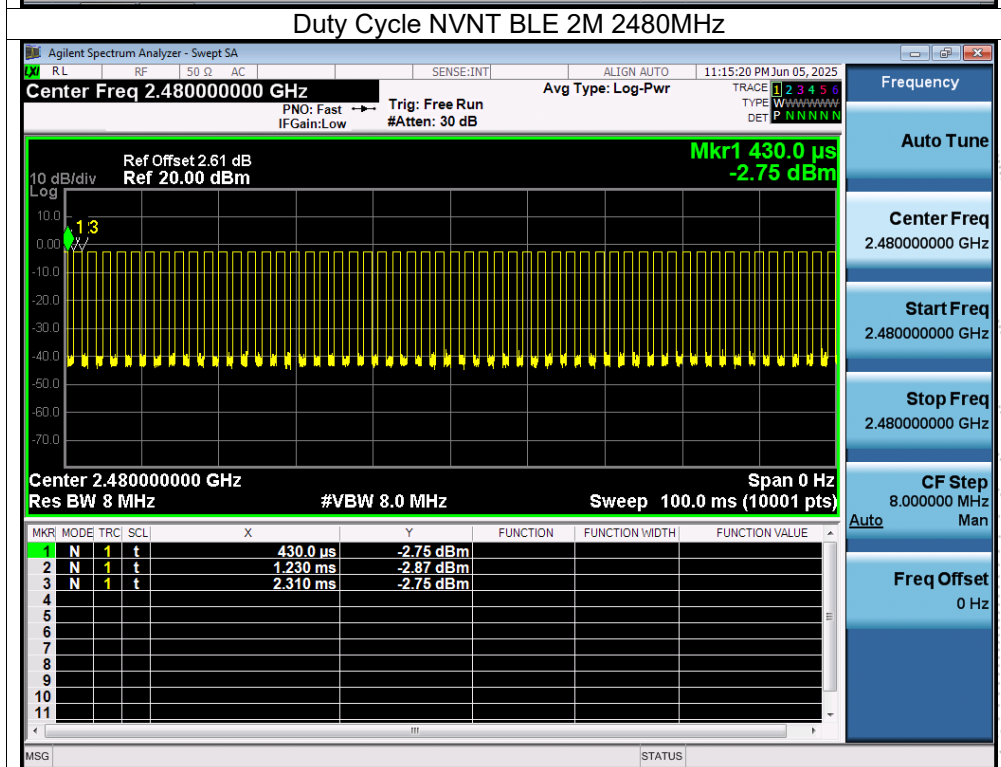 Duty Cycle NVNT BLE 2M 2480MHz
Agilent Spectrum Analyzer - Swept SA
LXI RL RF 50 Ω AC SENSE:INT ALIGN AUTO 11:15:20 PM Jun 05, 2025
Center Freq 2.480000000 GHz Avg Type: Log-Pwr TRACE 1 2 3 4 5 6
PNO: Fast Trig: Free Run TYPE WWWWWW
IFGain:Low #Atten: 30 dB DET P N N N N N
Frequency
Auto Tune
Center Freq
2.480000000 GHz
Start Freq
2.480000000 GHz
Stop Freq
2.480000000 GHz
CF Step
8.000000 MHz
Auto Man
Freq Offset
0 Hz
Mkr1 430.0 µs
-2.75 dBm
Ref Offset 2.61 dB
10 dB/div Ref 20.00 dBm
Log
10.0
1 3
0.00
-10.0
-20.0
-30.0
-40.0
-50.0
-60.0
-70.0
Center 2.480000000 GHz Span 0 Hz
Res BW 8 MHz #VBW 8.0 MHz Sweep 100.0 ms (10001 pts)
MKR MODE TRC SCL X Y FUNCTION FUNCTION WIDTH FUNCTION VALUE
1 N 1 t 430.0 µs -2.75 dBm
2 N 1 t 1.230 ms -2.87 dBm
3 N 1 t 2.310 ms -2.75 dBm
4
5
6
7
8
9
10
11
MSG STATUS